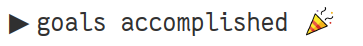 ▶ goals accomplished 🎉